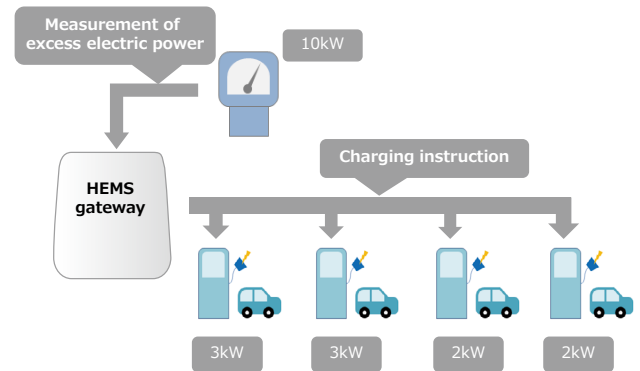 Measurement of
excess electric power
10kW
HEMS
gateway
Charging instruction
3kW
3kW
2kW
2kW